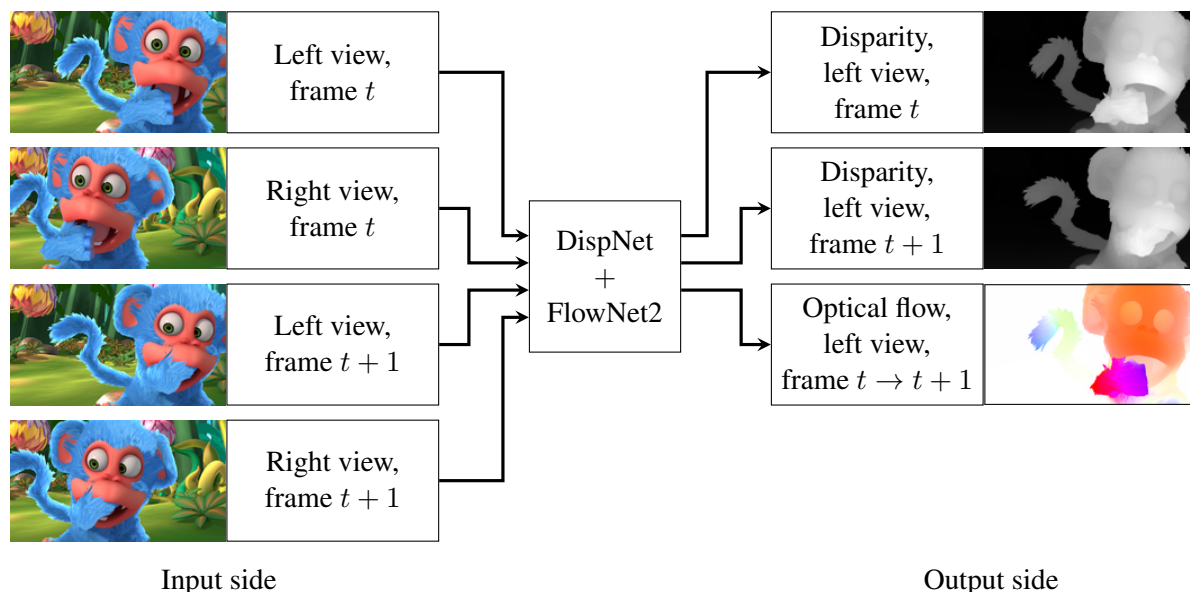 Left view,
frame t
Right view,
frame t
Left view,
frame t + 1
Right view,
frame t + 1
DispNet
+
FlowNet2
Disparity,
left view,
frame t
Disparity,
left view,
frame t + 1
Optical flow,
left view,
frame t → t + 1
Input side
Output side